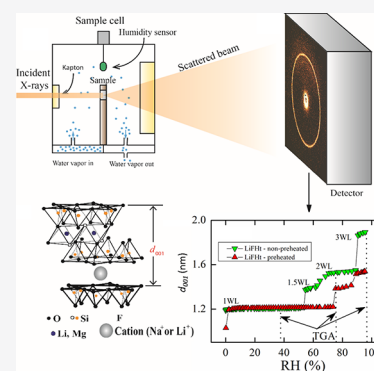 Sample cell
Humidity sensor
Incident
X-rays
Kapton
Sample
Scattered beam
Water vapor in
Water vapor out
Detector
d001
O
Si
F
Li, Mg
Cation (Na+or Li+)
d001 (nm)
2.0
1.6
1.2
LiFHt - non-preheated
LiFHt - preheated
3WL
2WL
1.5WL
1WL
TGA
0 20 40 60 80 100
RH (%)